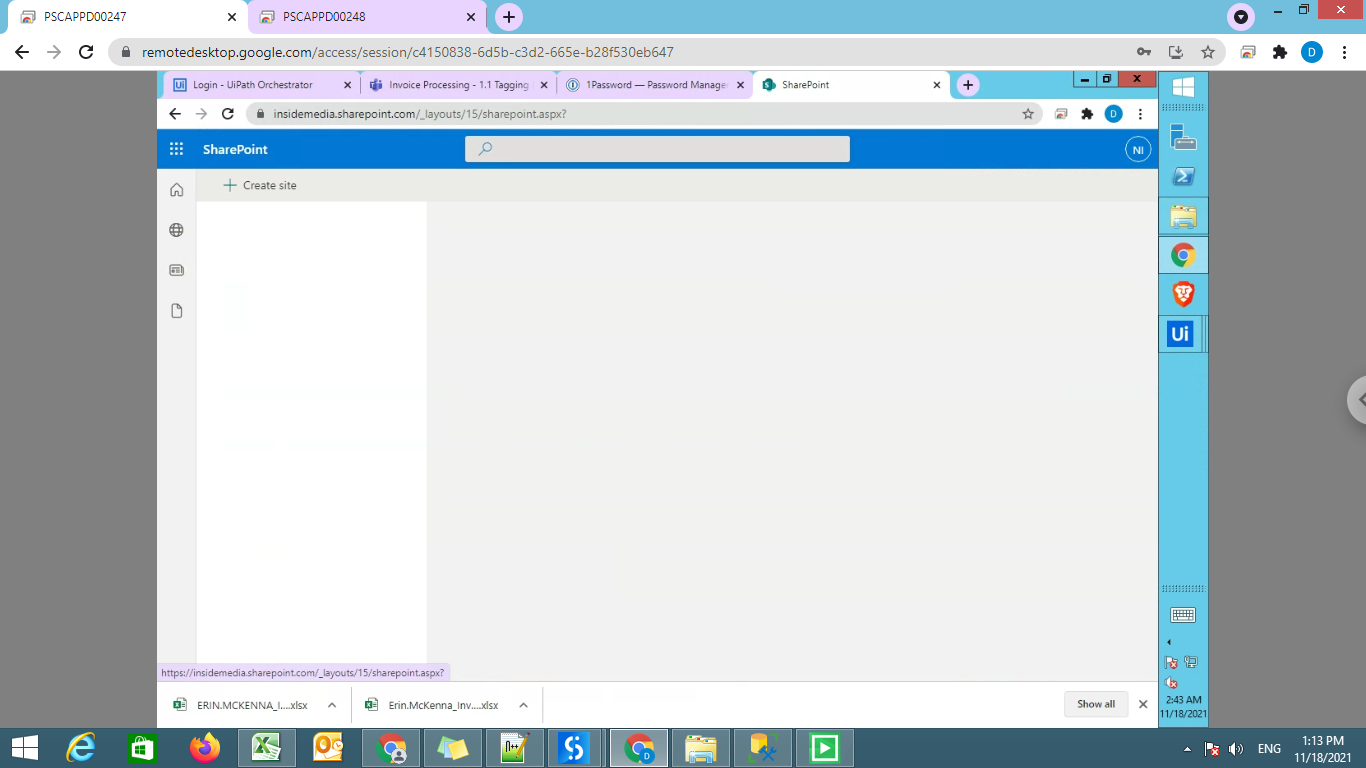 PSCAPPD00247
PSCAPPD00248
remotedesktop.google.com/access/session/c4150838-6d5b-c3d2-665e-b28f530eb647
D
Ui Login - UiPath Orchestrator
Invoice Processing - 1.1 Tagging
1Password — Password Manage
SharePoint
insidemedia.sharepoint.com/_layouts/15/sharepoint.aspx?
D
SharePoint
NI
Create site
Ui
https://insidemedia.sharepoint.com/_layouts/15/sharepoint.aspx?
ERIN.MCKENNA_I....xlsx
Erin.McKenna_Inv....xlsx
Show all
2:43 AM
11/18/2021
ENG
1:13 PM
11/18/2021